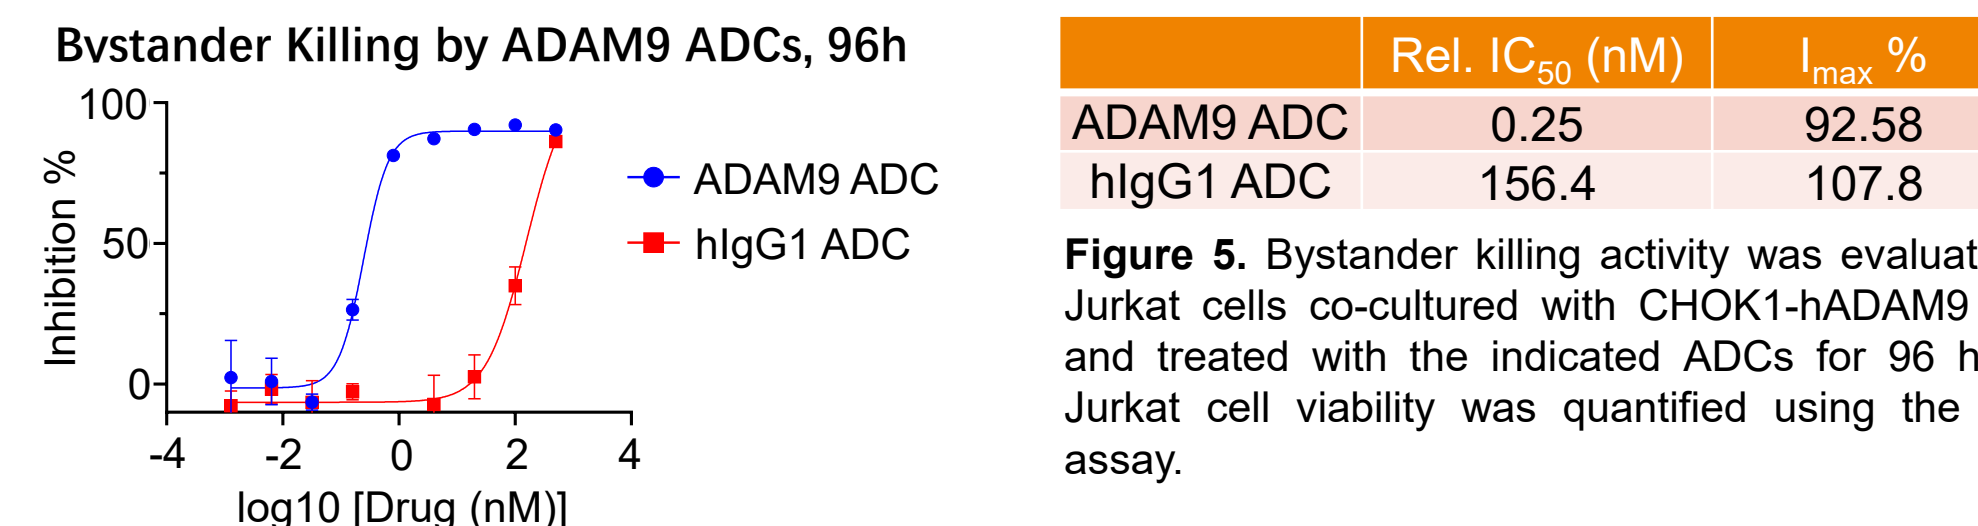 Bystander Killing by ADAM9 ADCs, 96h
100
50
0
Inhibition %
-4 -2 0 2 4
log10 [Drug (nM)]
ADAM9 ADC
hIgG1 ADC
Rel. IC50 (nM) Imax %
ADAM9 ADC 0.25 92.58
hIgG1 ADC 156.4 107.8
Figure 5. Bystander killing activity was evaluat
Jurkat cells co-cultured with CHOK1-hADAM9
and treated with the indicated ADCs for 96 h
Jurkat cell viability was quantified using the
assay.